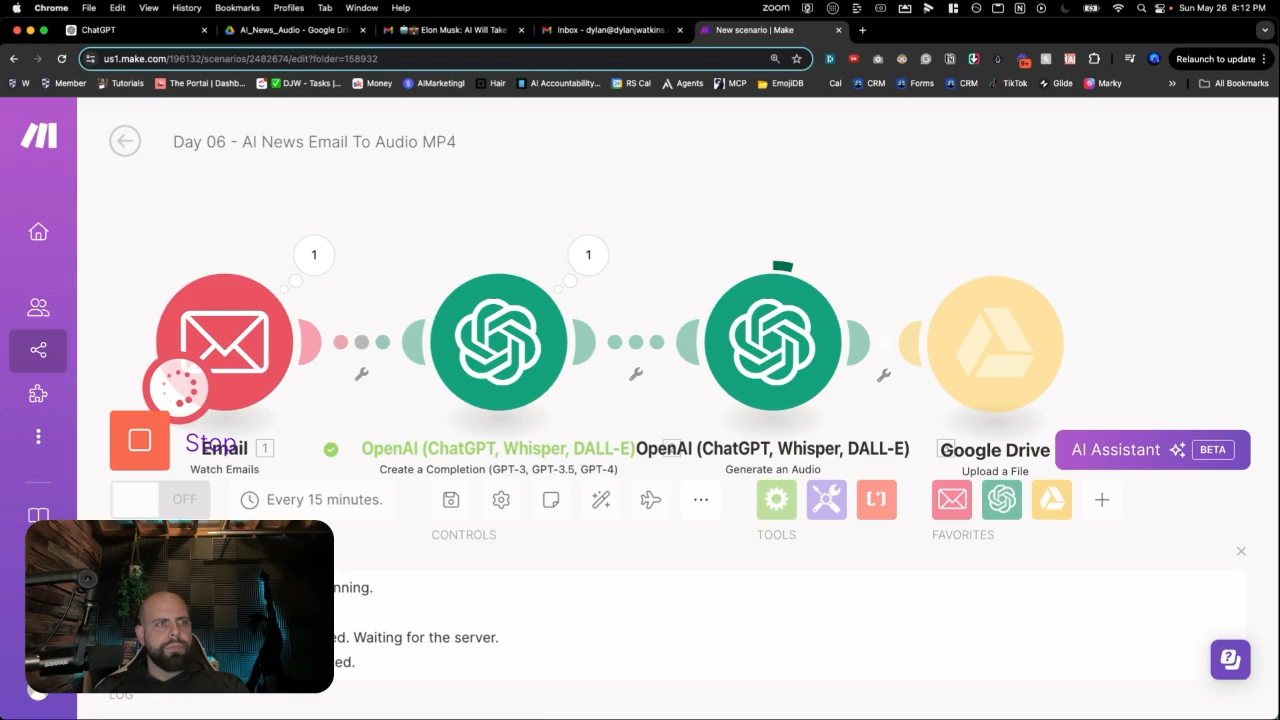 Chrome File Edit View History Bookmarks Profiles Tab Window Help zoom Sun May 26 8:12 PM
ChatGPT AI_News_Audio - Google Dri Elon Musk: AI Will Take Inbox - dylan@dylanjwatkins. New scenario | Make
us1.make.com/196132/scenarios/2482674/edit?folder=158932 Relaunch to update
W Member Tutorials The Portal | Dashb... DJW - Tasks |... Money AIMarketingl Hair AI Accountability... RS Cal Agents MCP EmojiDB Cal CRM Forms CRM TikTok Glide Marky » All Bookmarks
Day 06 - AI News Email To Audio MP4
1 1
Stop
Email 1 OpenAI (ChatGPT, Whisper, DALL-E) OpenAI (ChatGPT, Whisper, DALL-E) Google Drive AI Assistant BETA
Watch Emails Create a Completion (GPT-3, GPT-3.5, GPT-4) Generate an Audio Upload a File
OFF Every 15 minutes.
CONTROLS TOOLS FAVORITES
nning.
ed. Waiting for the server.
ed.
LOG